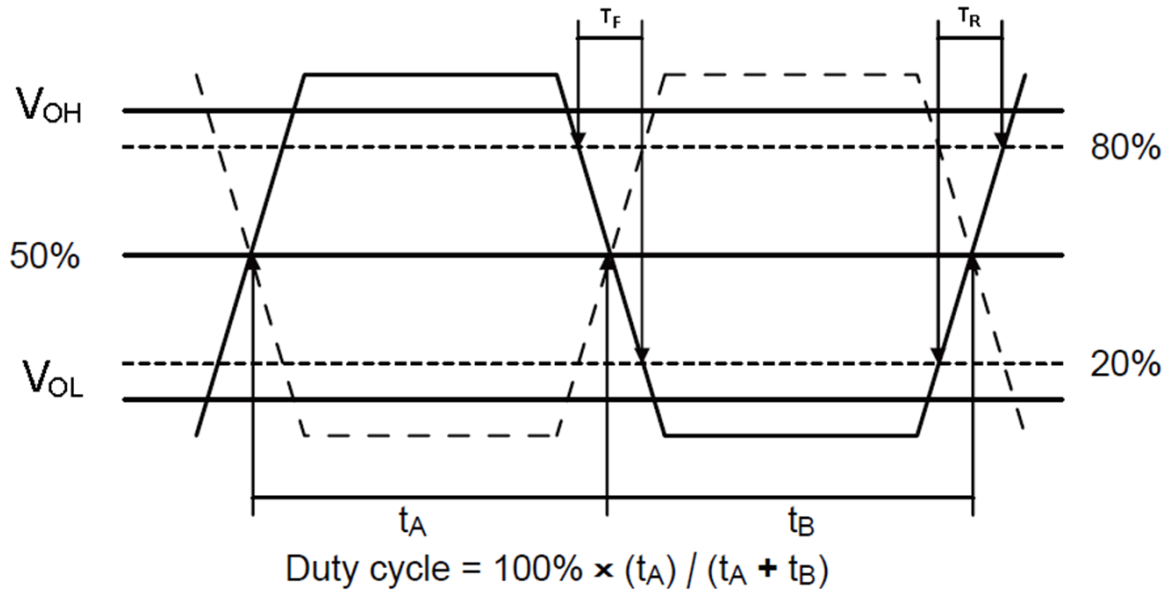 TF TR
VOH
80%
50%
20%
VOL
tA tB
Duty cycle = 100% × (tA) / (tA + tB)